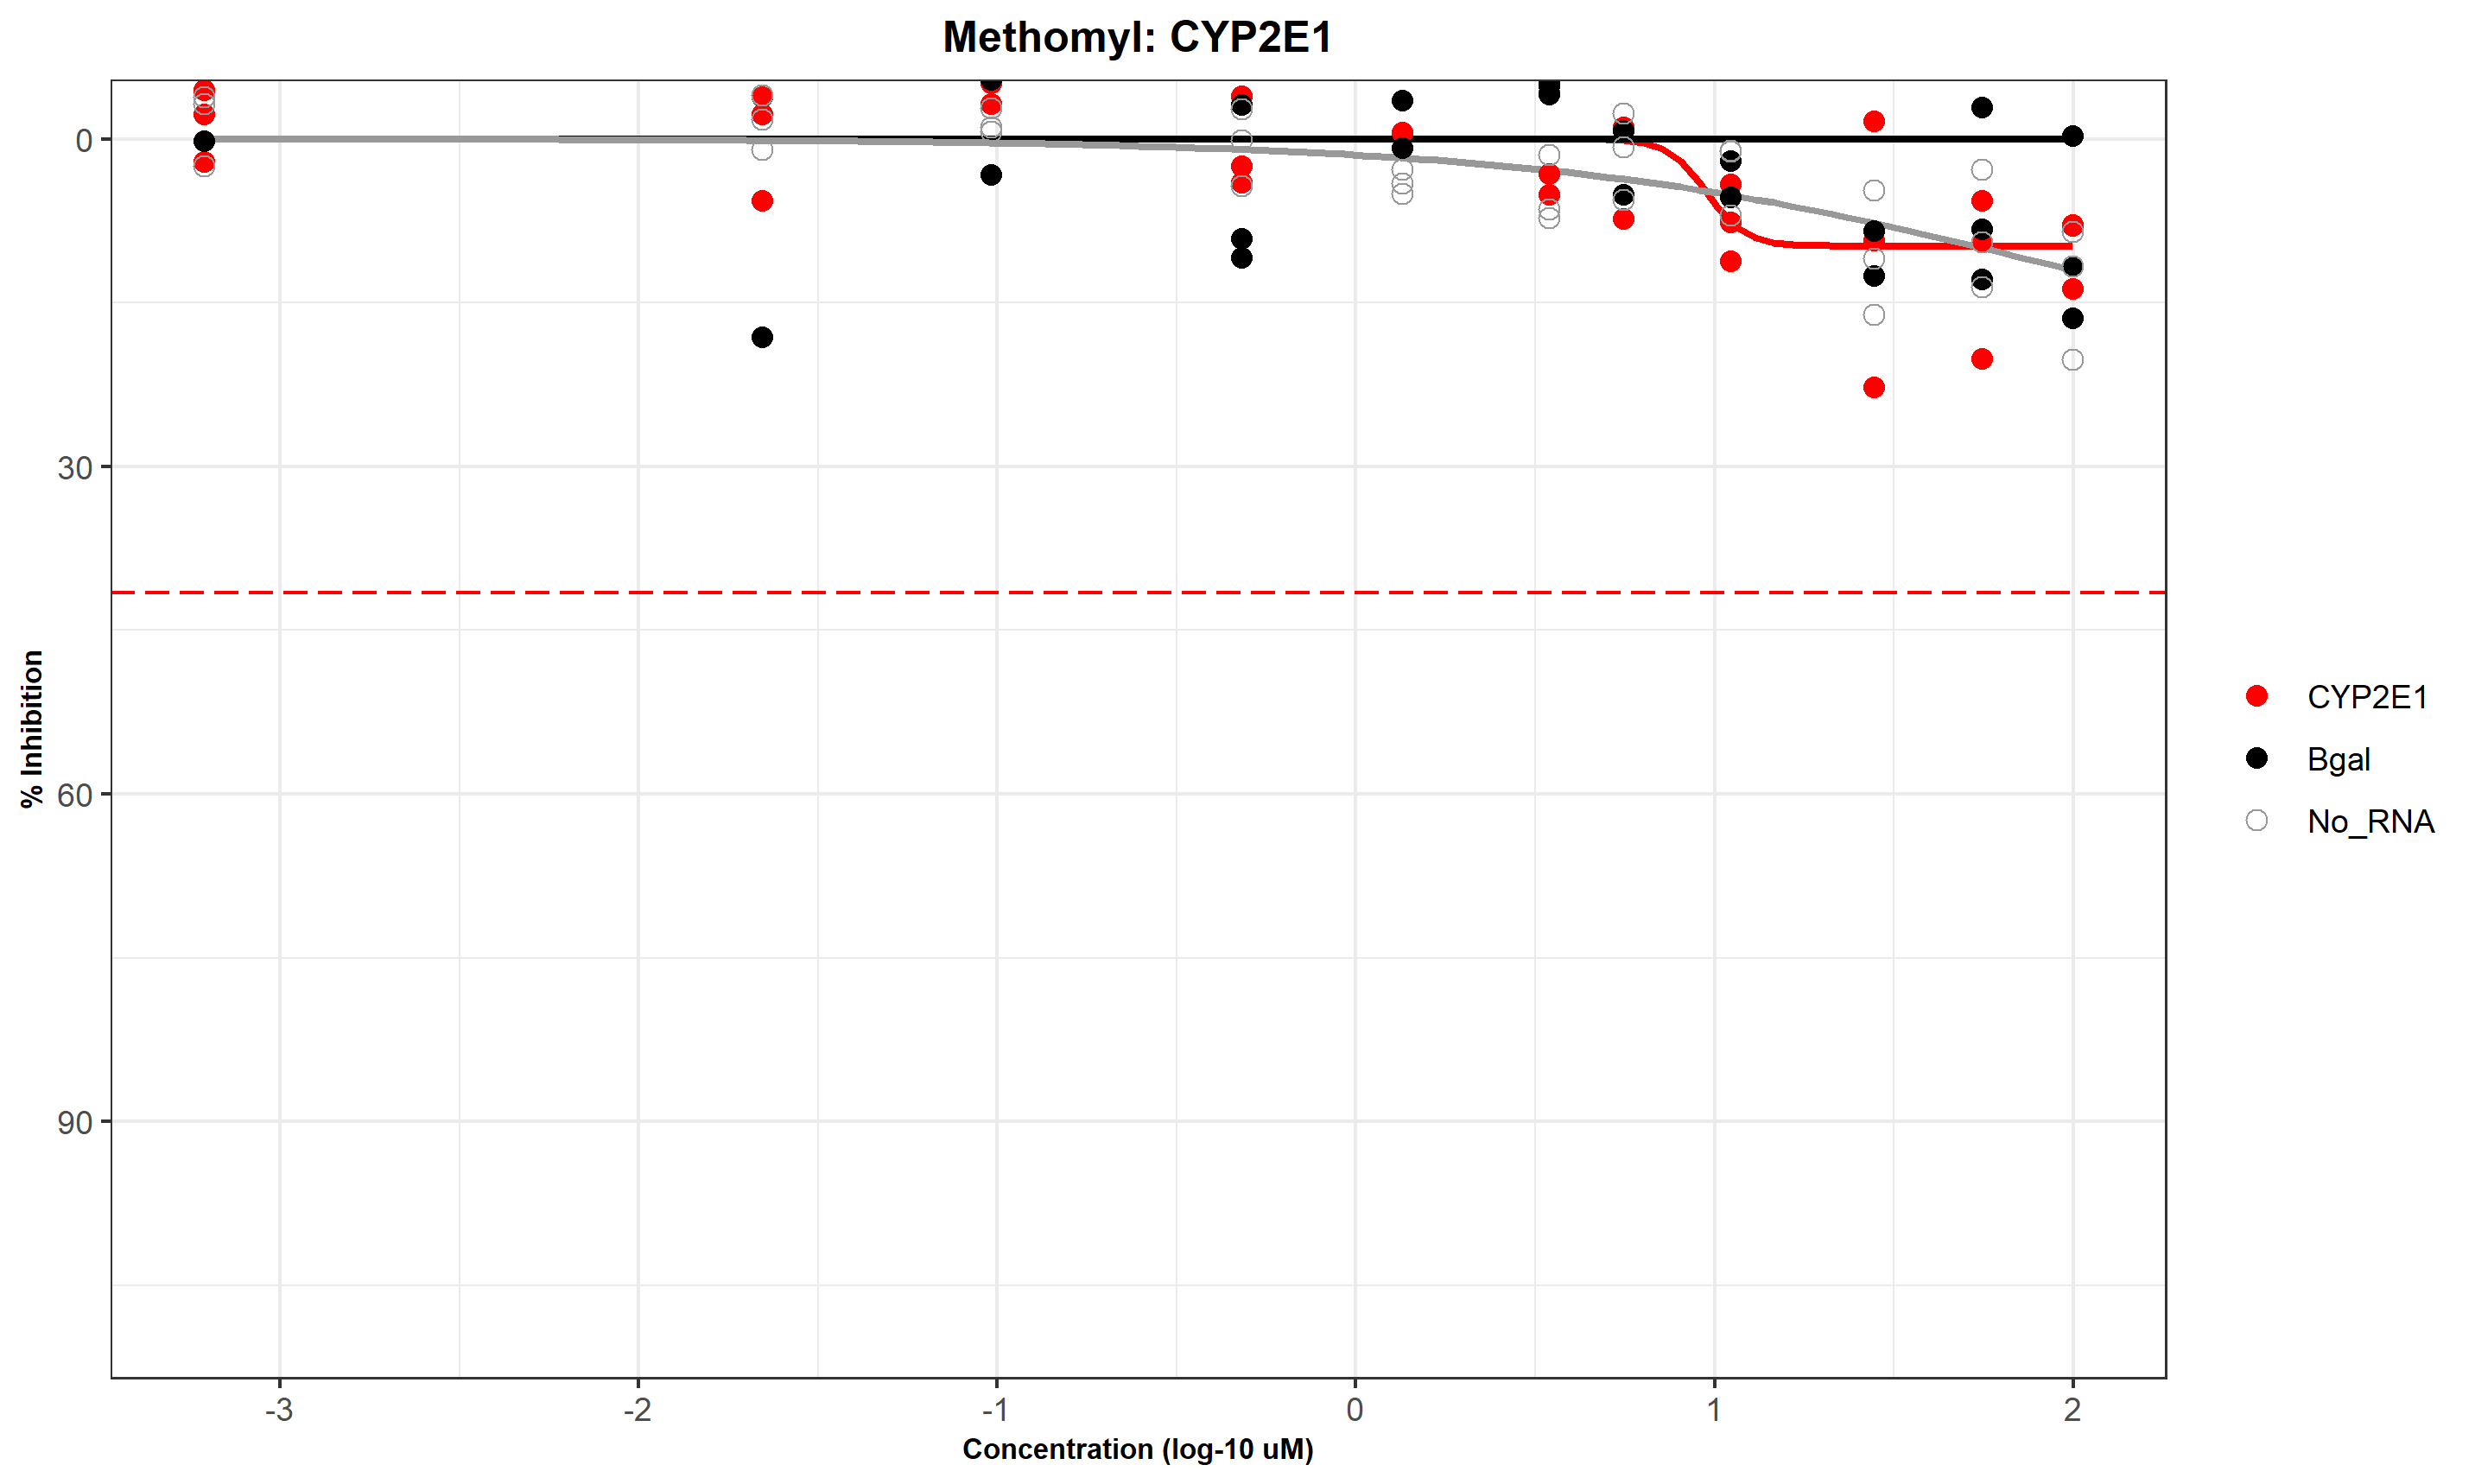 Methomyl: CYP2E1
% Inhibition
0
30
60
90
-3
-2
-1
0
1
2
Concentration (log-10 uM)
CYP2E1
Bgal
No_RNA